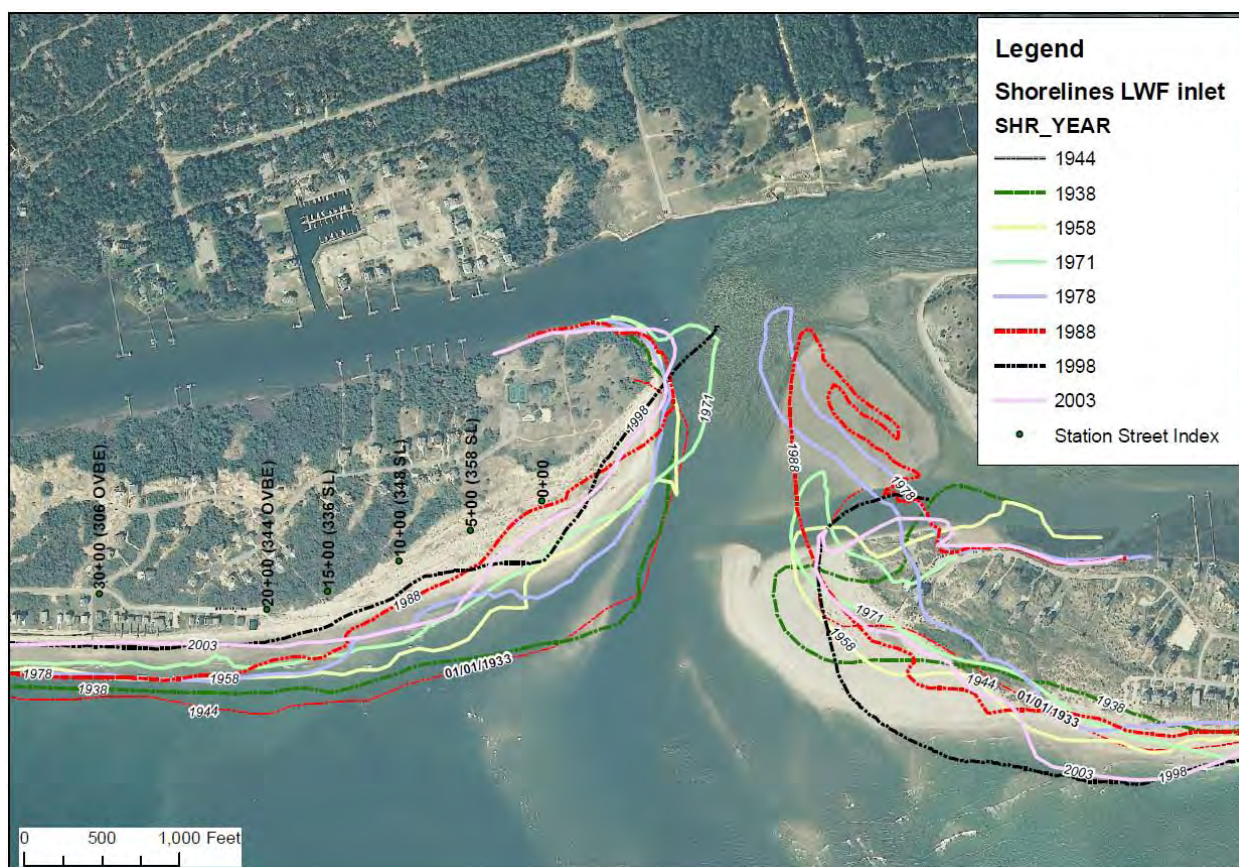 Legend
Shorelines LWF inlet
SHR_YEAR
1944
1938
1958
1971
1978
1988
1998
2003
Station Street Index
1998
1971
1988
1978
30+00 (306 OVBE)
20+00 (344 OVBE)
15+00 (336 SL)
10+00 (348 SL)
5+00 (358 SL)
0+00
1988
2003
1978
1958
1938
1944
01/01/1933
1971
1958
1944
01/01/1933
1938
2003
1998
0 500 1,000 Feet